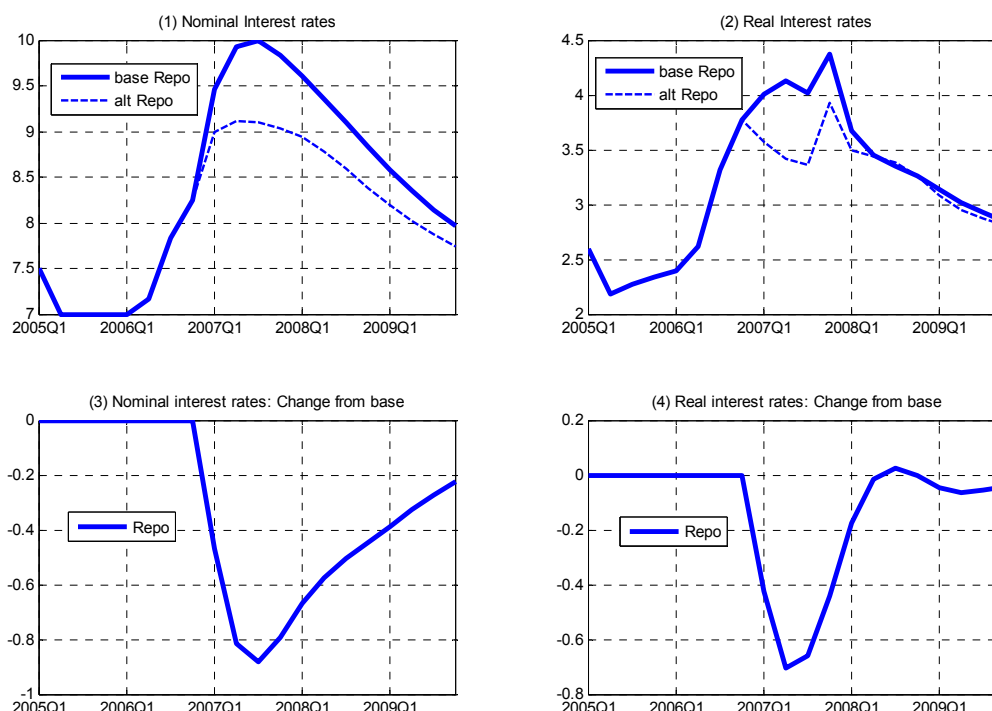 (1) Nominal Interest rates
10
9.5
9
8.5
8
7.5
7
base Repo
alt Repo
2005Q1 2006Q1 2007Q1 2008Q1 2009Q1
(2) Real Interest rates
4.5
4
3.5
3
2.5
2
base Repo
alt Repo
2005Q1 2006Q1 2007Q1 2008Q1 2009Q1
(3) Nominal interest rates: Change from base
0
-0.2
-0.4
-0.6
-0.8
-1
Repo
2005Q1 2006Q1 2007Q1 2008Q1 2009Q1
(4) Real interest rates: Change from base
0.2
0
-0.2
-0.4
-0.6
-0.8
Repo
2005Q1 2006Q1 2007Q1 2008Q1 2009Q1